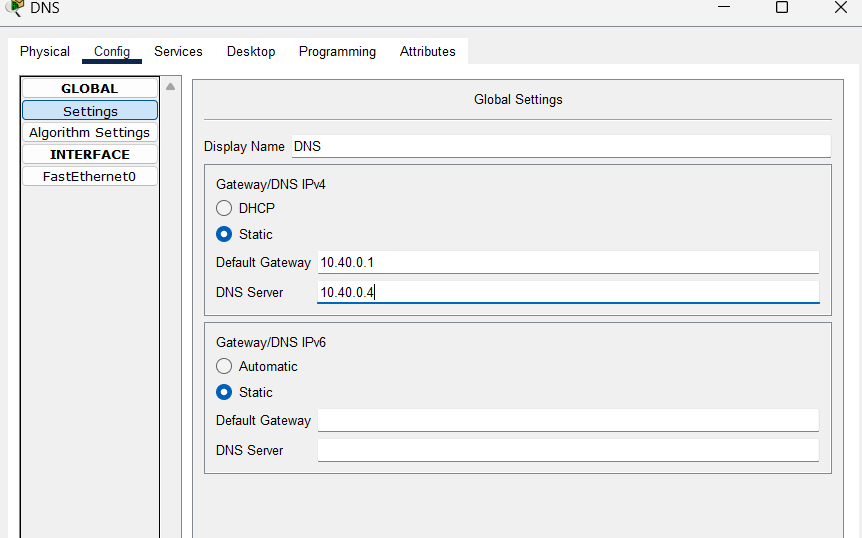 DNS
Physical Config Services Desktop Programming Attributes
GLOBAL
Settings
Algorithm Settings
INTERFACE
FastEthernet0
Global Settings
Display Name DNS
Gateway/DNS IPv4
DHCP
Static
Default Gateway 10.40.0.1
DNS Server 10.40.0.4
Gateway/DNS IPv6
Automatic
Static
Default Gateway
DNS Server